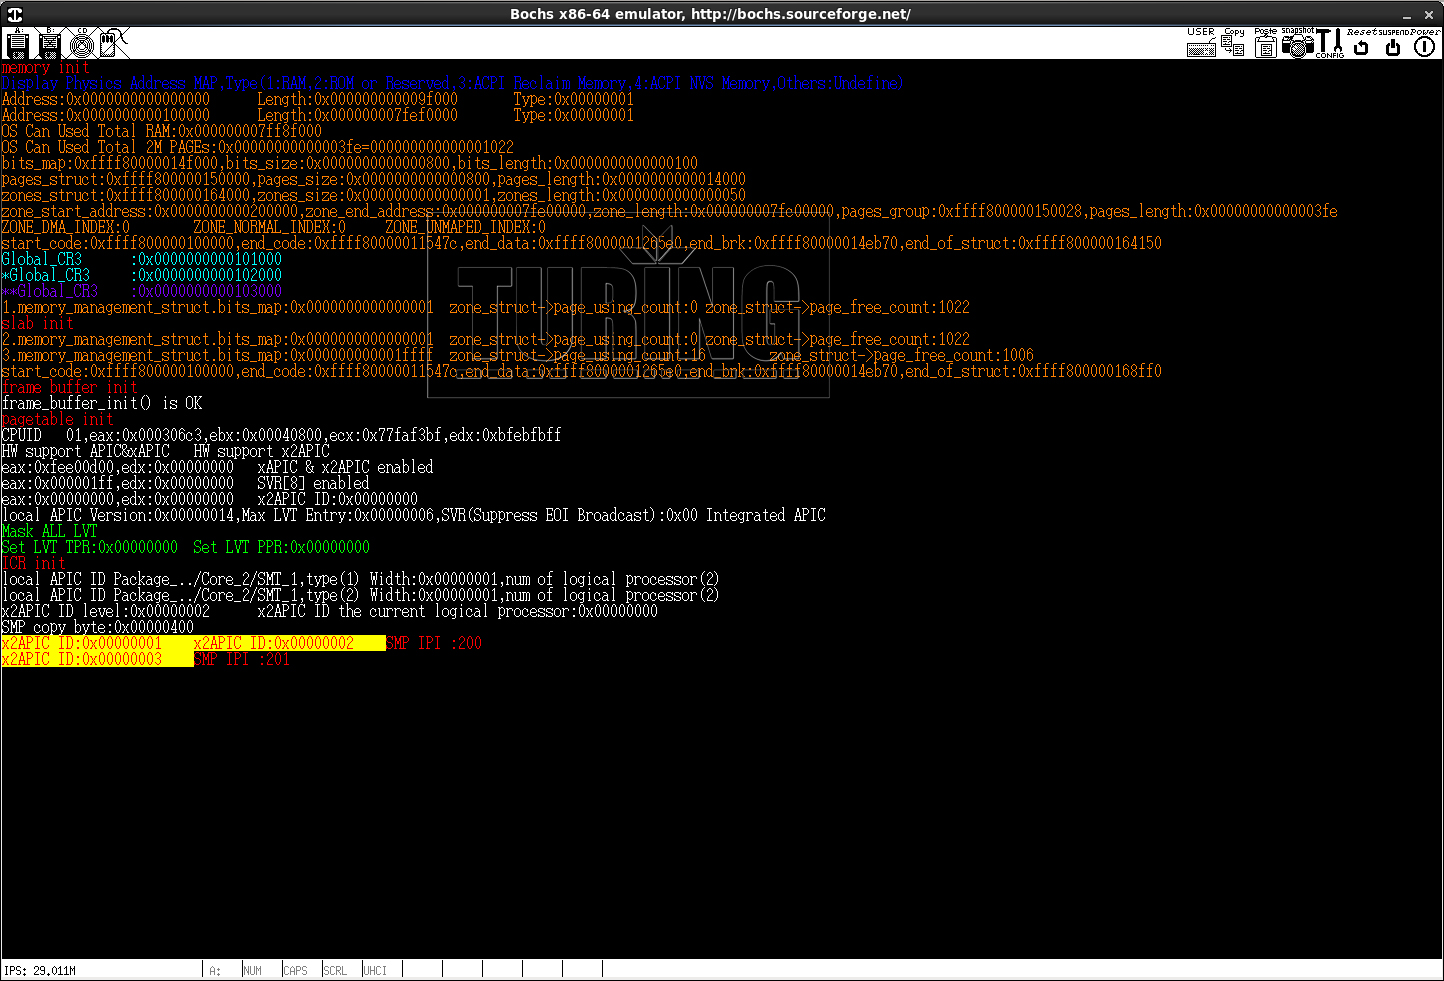 Bochs x86-64 emulator, http://bochs.sourceforge.net/
A: B: CD USER Copy Paste snapshot CONFIG Reset SUSPEND Power
memory init
Display Physics Address MAP,Type(1:RAM,2:ROM or Reserved,3:ACPI Reclaim Memory,4:ACPI NVS Memory,Others:Undefine)
Address:0x0000000000000000 Length:0x000000000009f000 Type:0x00000001
Address:0x0000000000100000 Length:0x000000007fef0000 Type:0x00000001
OS Can Used Total RAM:0x000000007ff8f000
OS Can Used Total 2M PAGEs:0x00000000000003fe=0000000000000001022
bits_map:0xffff80000014f000,bits_size:0x0000000000000800,bits_length:0x0000000000000100
pages_struct:0xffff800000150000,pages_size:0x0000000000000800,pages_length:0x0000000000014000
zones_struct:0xffff800000164000,zones_size:0x0000000000000001,zones_length:0x0000000000000050
zone_start_address:0x0000000000200000,zone_end_address:0x000000007fe00000,zone_length:0x000000007fc00000,pages_group:0xffff800000150028,pages_length:0x00000000000003fe
ZONE_DMA_INDEX:0 ZONE_NORMAL_INDEX:0 ZONE_UNMAPED_INDEX:0
start_code:0xffff800000100000,end_code:0xffff80000011547c,end_data:0xffff8000001265e0,end_brk:0xffff80000014eb70,end_of_struct:0xffff800000164150
Global_CR3 :0x0000000000101000
*Global_CR3 :0x0000000000102000
**Global_CR3 :0x0000000000103000
TURING
1.memory_management_struct.bits_map:0x0000000000000001 zone_struct->page_using_count:0 zone_struct->page_free_count:1022
slab init
2.memory_management_struct.bits_map:0x0000000000000001 zone_struct->page_using_count:0 zone_struct->page_free_count:1022
3.memory_management_struct.bits_map:0x000000000001ffff zone_struct->page_using_count:16 zone_struct->page_free_count:1006
start_code:0xffff800000100000,end_code:0xffff80000011547c,end_data:0xffff8000001265e0,end_brk:0xffff80000014eb70,end_of_struct:0xffff800000168ff0
frame buffer init
frame_buffer_init() is OK
pagetable init
CPUID 01,eax:0x000306c3,ebx:0x00040800,ecx:0x77faf3bf,edx:0xbfebfbff
HW support APIC&xAPIC HW support x2APIC
eax:0xfee00d00,edx:0x00000000 xAPIC & x2APIC enabled
eax:0x000001ff,edx:0x00000000 SVR[8] enabled
eax:0x00000000,edx:0x00000000 x2APIC ID:0x00000000
local APIC Version:0x00000014,Max LVT Entry:0x00000006,SVR(Suppress EOI Broadcast):0x00 Integrated APIC
Mask ALL LVT
Set LVT TPR:0x00000000 Set LVT PPR:0x00000000
ICR init
local APIC ID Package_../Core_2/SMT_1,type(1) Width:0x00000001,num of logical processor(2)
local APIC ID Package_../Core_2/SMT_1,type(2) Width:0x00000001,num of logical processor(2)
x2APIC ID level:0x00000002 x2APIC ID the current logical processor:0x00000000
SMP copy byte:0x00000400
x2APIC ID:0x00000001 x2APIC ID:0x00000002 SMP IPI :200
x2APIC ID:0x00000003 SMP IPI :201
IPS: 29.011M A: NUM CAPS SCRL UHCI